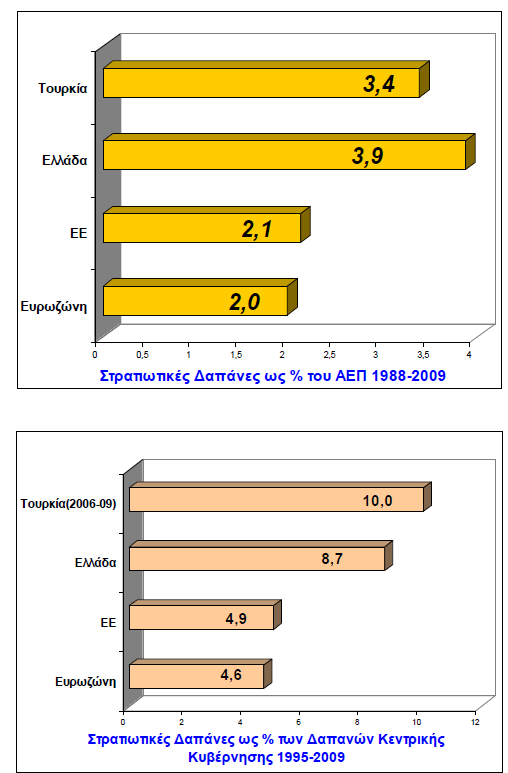 Τουρκία 3,4
Ελλάδα 3,9
ΕΕ 2,1
Ευρωζώνη 2,0
0 0,5 1 1,5 2 2,5 3 3,5 4
Στρατιωτικές Δαπάνες ως % του ΑΕΠ 1988-2009
Τουρκία(2006-09) 10,0
Ελλάδα 8,7
ΕΕ 4,9
Ευρωζώνη 4,6
0 2 4 6 8 10 12
Στρατιωτικές Δαπάνες ως % των Δαπανών Κεντρικής
Κυβέρνησης 1995-2009